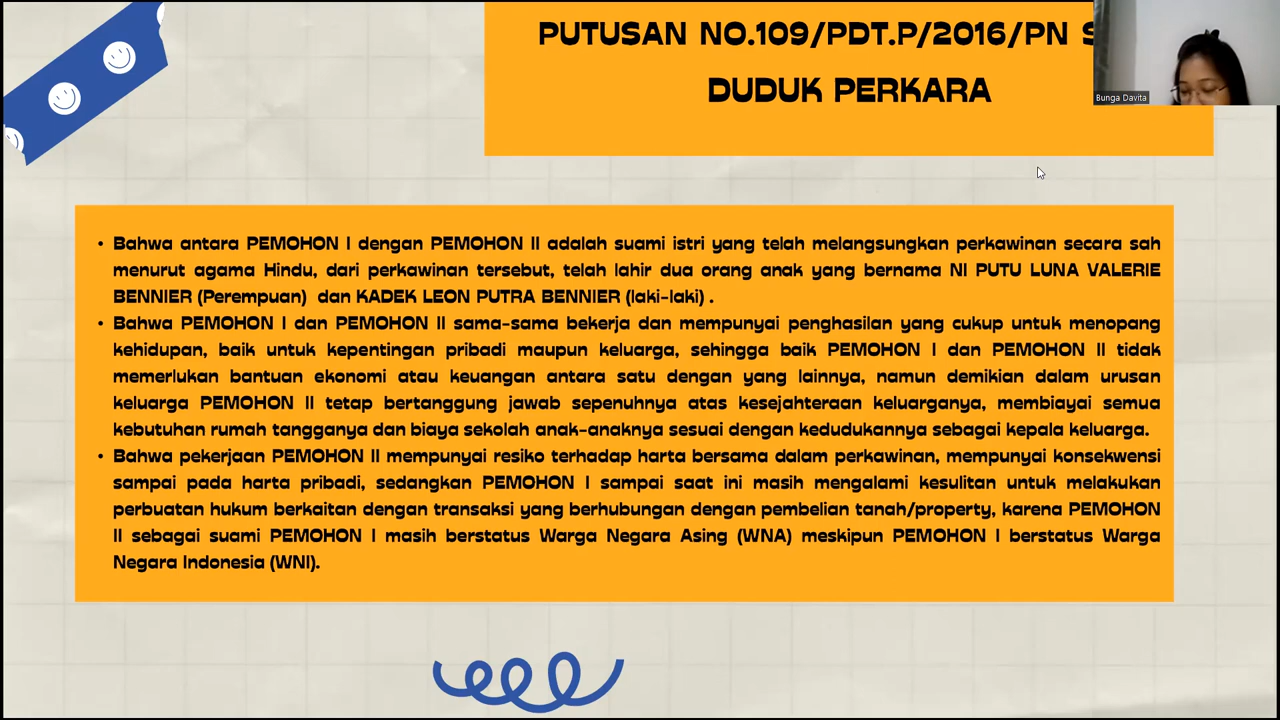 PUTUSAN NO.109/PDT.P/2016/PN
DUDUK PERKARA
Bunga Davita
• Bahwa antara PEMOHON I dengan PEMOHON II adalah suami istri yang telah melangsungkan perkawinan secara sah
menurut agama Hindu, dari perkawinan tersebut, telah lahir dua orang anak yang bernama NI PUTU LUNA VALERIE
BENNIER (Perempuan) dan KADEK LEON PUTRA BENNIER (laki-laki) .
• Bahwa PEMOHON I dan PEMOHON II sama-sama bekerja dan mempunyai penghasilan yang cukup untuk menopang
kehidupan, baik untuk kepentingan pribadi maupun keluarga, sehingga baik PEMOHON I dan PEMOHON II tidak
memerlukan bantuan ekonomi atau keuangan antara satu dengan yang lainnya, namun demikian dalam urusan
keluarga PEMOHON II tetap bertanggung jawab sepenuhnya atas kesejahteraan keluarganya, membiayai semua
kebutuhan rumah tangganya dan biaya sekolah anak-anaknya sesuai dengan kedudukannya sebagai kepala keluarga.
• Bahwa pekerjaan PEMOHON II mempunyai resiko terhadap harta bersama dalam perkawinan, mempunyai konsekwensi
sampai pada harta pribadi, sedangkan PEMOHON I sampai saat ini masih mengalami kesulitan untuk melakukan
perbuatan hukum berkaitan dengan transaksi yang berhubungan dengan pembelian tanah/property, karena PEMOHON
II sebagai suami PEMOHON I masih berstatus Warga Negara Asing (WNA) meskipun PEMOHON I berstatus Warga
Negara Indonesia (WNI).